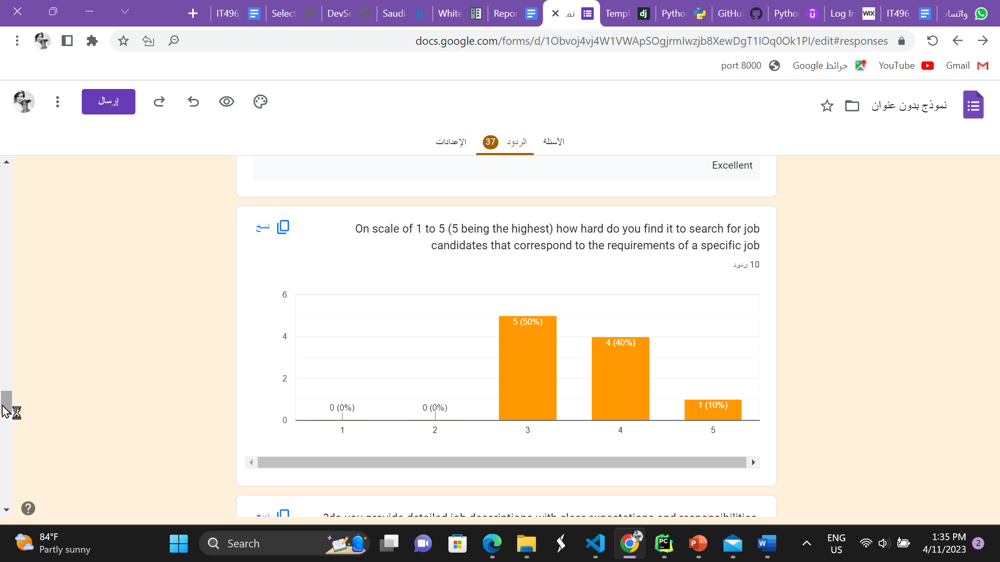 IT496
Select
DevSe
Saudi
White
Repor
نم
Templ
Pytho
GitHu
Pytho
Log In
IT496_
واتساب
docs.google.com/forms/d/1Obvoj4vj4W1VWApSOgjrmIwzjb8XewDgT1IOq0Ok1PI/edit#responses
port 8000
خرائط Google
YouTube
Gmail
إرسال
نموذج بدون عنوان
الأسئلة
الردود 37
الإعدادات
Excellent
نسخ
On scale of 1 to 5 (5 being the highest) how hard do you find it to search for job
candidates that correspond to the requirements of a specific job
10 ردود
6
4
2
0
0 (0%)
0 (0%)
5 (50%)
4 (40%)
1 (10%)
1
2
3
4
5
نسخ
?do you provide detailed job descriptions with clear expectations and responsibilities
84°F
Partly sunny
Search
ENG
US
1:35 PM
4/11/2023
2